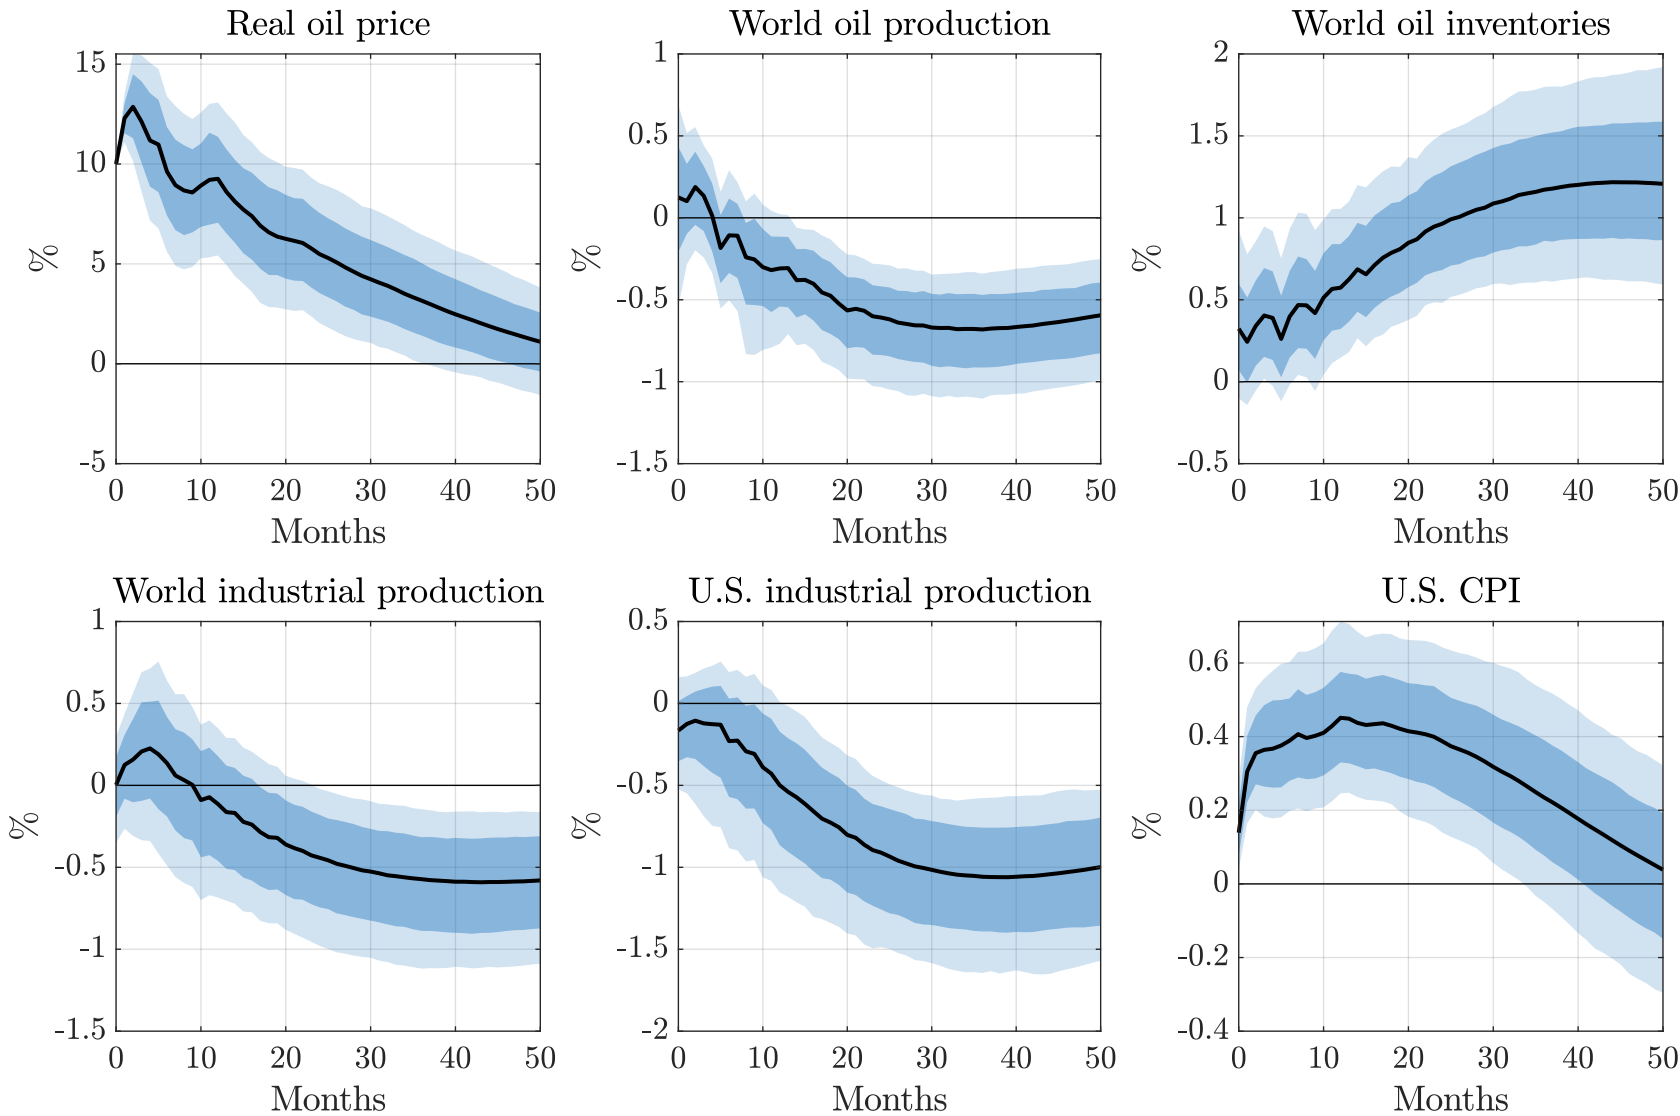 Real oil price
15
10
5
0
-5
%
0 10 20 30 40 50
Months
World oil production
1
0.5
0
-0.5
-1
-1.5
%
0 10 20 30 40 50
Months
World oil inventories
2
1.5
1
0.5
0
-0.5
%
0 10 20 30 40 50
Months
World industrial production
1
0.5
0
-0.5
-1
-1.5
%
0 10 20 30 40 50
Months
U.S. industrial production
0.5
0
-0.5
-1
-1.5
-2
%
0 10 20 30 40 50
Months
U.S. CPI
0.6
0.4
0.2
0
-0.2
-0.4
%
0 10 20 30 40 50
Months